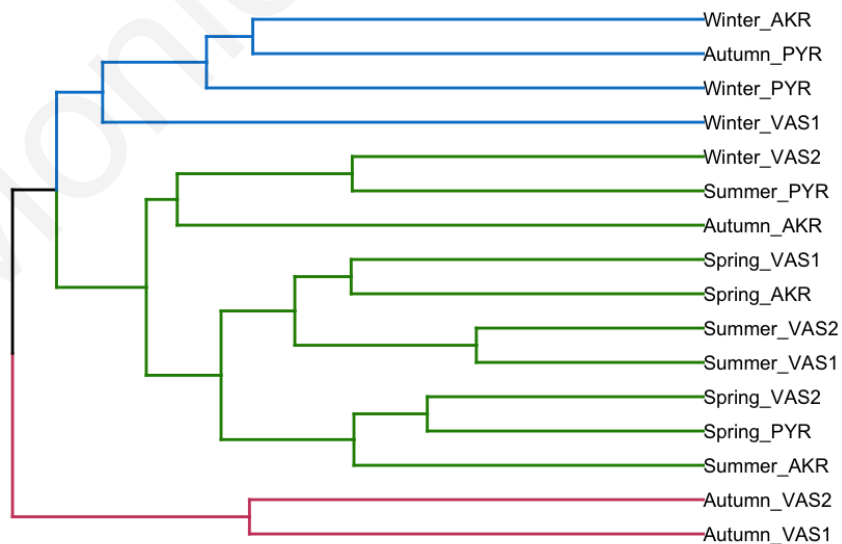 Winter_AKR
Autumn_PYR
Winter_PYR
Winter_VAS1
Winter_VAS2
Summer_PYR
Autumn_AKR
Spring_VAS1
Spring_AKR
Summer_VAS2
Summer_VAS1
Spring_VAS2
Spring_PYR
Summer_AKR
Autumn_VAS2
Autumn_VAS1